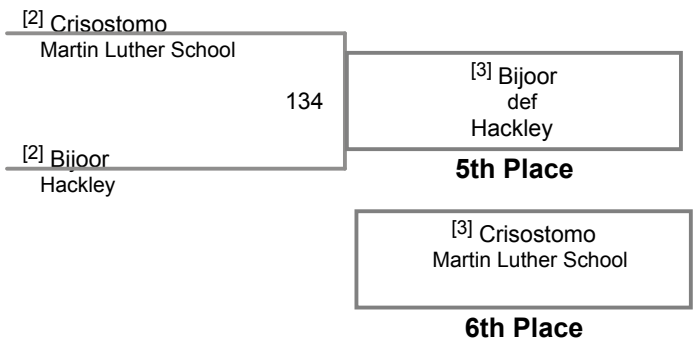 [2] Crisostomo
Martin Luther School
134
[2] Bijoor
Hackley
[3] Bijoor
def
Hackley
5th Place
[3] Crisostomo
Martin Luther School
6th Place